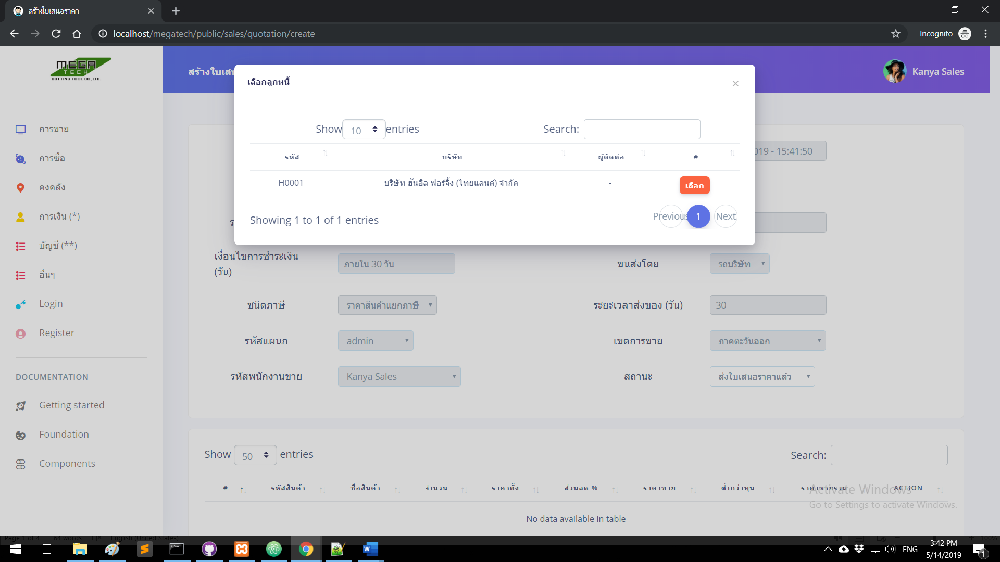 สร้างใบเสนอราคา
localhost/megatech/public/sales/quotation/create
Incognito
MEGA
TECH
CUTTING TOOL CO.,LTD.
สร้างใบเสน
Kanya Sales
เลือกลูกหนี้
×
Show 10 entries
Search:
รหัส บริษัท ผู้ติดต่อ #
H0001 บริษัท ฮันอิล ฟอร์จิ้ง (ไทยแลนด์) จำกัด - เลือก
Showing 1 to 1 of 1 entries
Previous 1 Next
การขาย
การซื้อ
คงคลัง
การเงิน (*)
บัญชี (**)
อื่นๆ
Login
Register
DOCUMENTATION
Getting started
Foundation
Components
019 - 15:41:50
เงื่อนไขการชำระเงิน
(วัน)
ภายใน 30 วัน
ขนส่งโดย
รถบริษัท
ชนิดภาษี
ราคาสินค้าแยกภาษี
ระยะเวลาส่งของ (วัน)
30
รหัสแผนก
admin
เขตการขาย
ภาคตะวันออก
รหัสพนักงานขาย
Kanya Sales
สถานะ
ส่งใบเสนอราคาแล้ว
Show 50 entries
Search:
# รหัสสินค้า ชื่อสินค้า จำนวน ราคาตั้ง ส่วนลด % ราคาขาย ต่ำกว่าทุน ราคาขายรวม ACTION
No data available in table
Activate Windows
Go to Settings to activate Windows.
Page 1 of 4 64 words English (United States) 100%
ENG
3:42 PM
5/14/2019
1